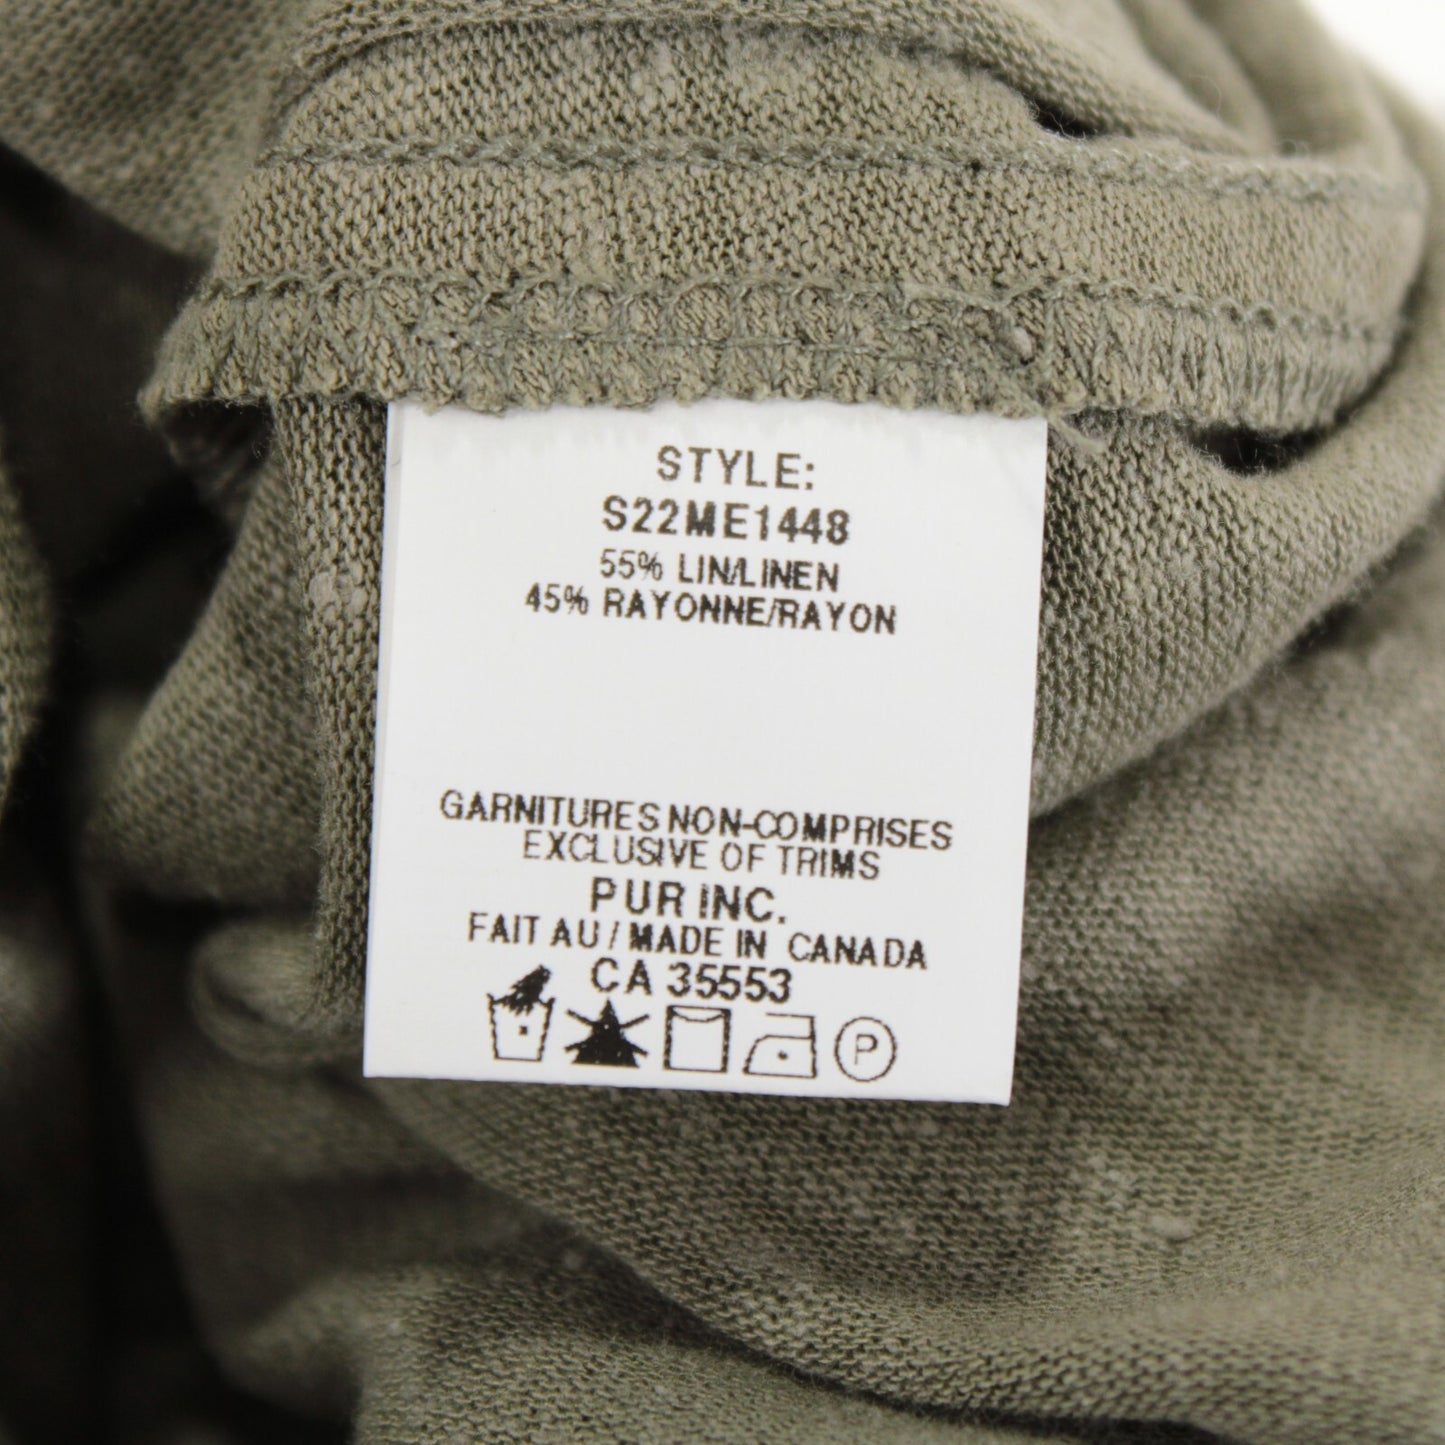 STYLE:
S22ME1448
55% LIN/LINEN
45% RAYONNE/RAYON
GARNITURES NON-COMPRISES
EXCLUSIVE OF TRIMS
PUR INC.
FAIT AU / MADE IN CANADA
CA 35553
P